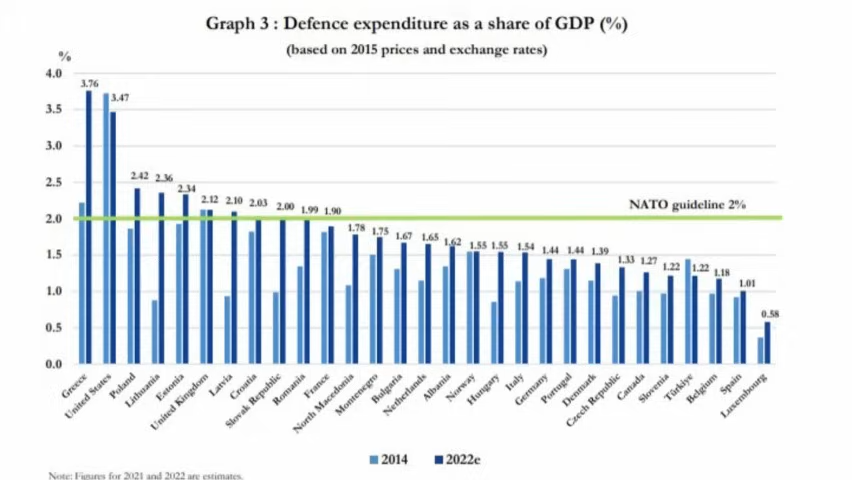 Graph 3 : Defence expenditure as a share of GDP (%)
(based on 2015 prices and exchange rates)
%
4.0
3.5
3.0
2.5
2.0
1.5
1.0
0.5
0.0
3.76
3.47
2.42
2.36
2.34
2.12
2.10
2.03
2.00
1.99
1.90
1.78
1.75
1.67
1.65
1.62
1.55
1.55
1.54
1.44
1.44
1.39
1.33
1.27
1.22
1.22
1.18
1.01
0.58
NATO guideline 2%
Greece
United States
Poland
Lithuania
Estonia
United Kingdom
Latvia
Croatia
Slovak Republic
Romania
France
North Macedonia
Montenegro
Bulgaria
Netherlands
Albania
Norway
Hungary
Italy
Germany
Portugal
Denmark
Czech Republic
Canada
Slovenia
Türkiye
Belgium
Spain
Luxembourg
2014
2022e
Note: Figures for 2021 and 2022 are estimates.